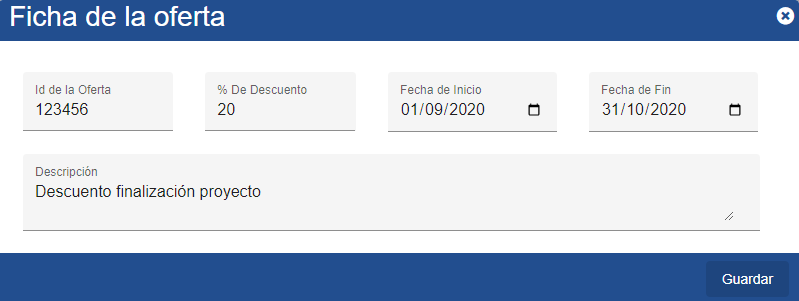 Ficha de la oferta
Id de la Oferta
123456
% De Descuento
20
Fecha de Inicio
01/09/2020
Fecha de Fin
31/10/2020
Descripción
Descuento finalización proyecto
Guardar